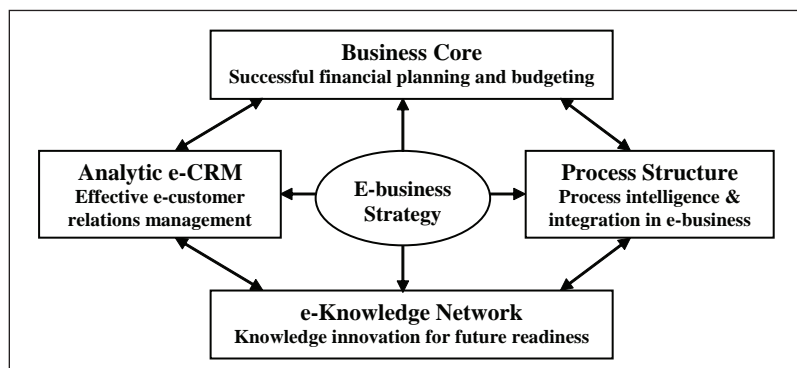 Business Core
Successful financial planning and budgeting
Analytic e-CRM
Effective e-customer
relations management
E-business
Strategy
Process Structure
Process intelligence &
integration in e-business
e-Knowledge Network
Knowledge innovation for future readiness